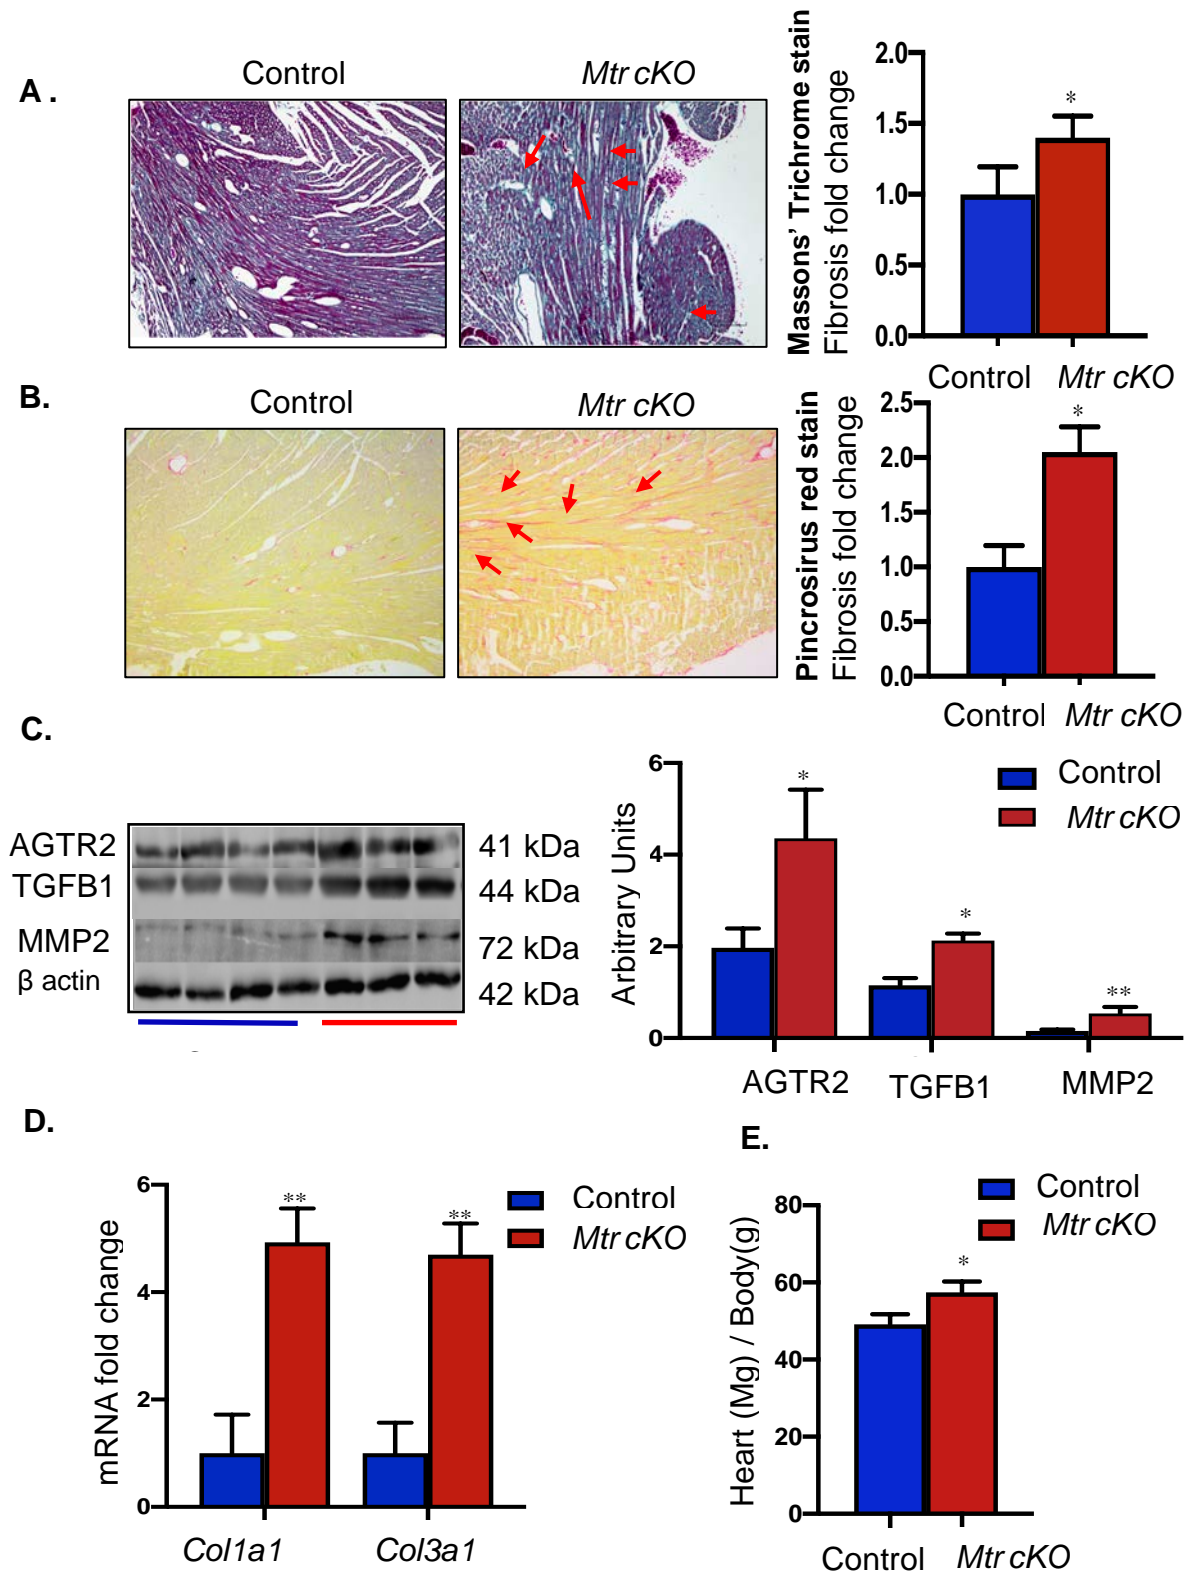 A .
Control
Mtr cKO
Massons' Trichrome stain
Fibrosis fold change
2.0
1.5
1.0
0.5
0.0
*
Control
Mtr cKO
B.
Control
Mtr cKO
Pincrosirus red stain
Fibrosis fold change
2.5
2.0
1.5
1.0
0.5
0.0
*
Control
Mtr cKO
C.
AGTR2
TGFB1
MMP2
β actin
41 kDa
44 kDa
72 kDa
42 kDa
Arbitrary Units
6
4
2
0
*
*
**
Control
Mtr cKO
AGTR2
TGFB1
MMP2
D.
mRNA fold change
6
4
2
0
**
**
Control
Mtr cKO
Col1a1
Col3a1
E.
Heart (Mg) / Body(g)
80
60
40
20
0
*
Control
Mtr cKO
Control
Mtr cKO